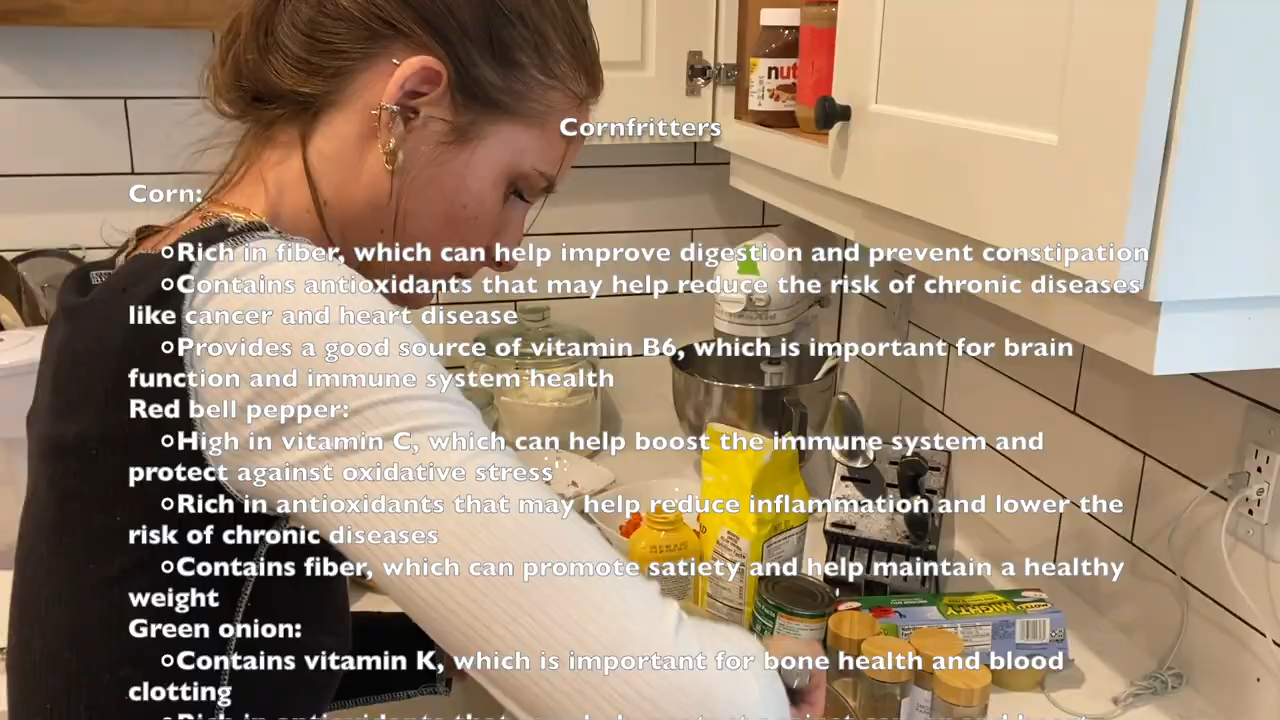 nut
Cornfritters
Corn:
Rich in fiber, which can help improve digestion and prevent constipation
Contains antioxidants that may help reduce the risk of chronic diseases
like cancer and heart disease
Provides a good source of vitamin B6, which is important for brain
function and immune system health
Red bell pepper:
High in vitamin C, which can help boost the immune system and
protect against oxidative stress
Rich in antioxidants that may help reduce inflammation and lower the
risk of chronic diseases
Contains fiber, which can promote satiety and help maintain a healthy
weight
Green onion:
Contains vitamin K, which is important for bone health and blood
clotting
MIGHTY